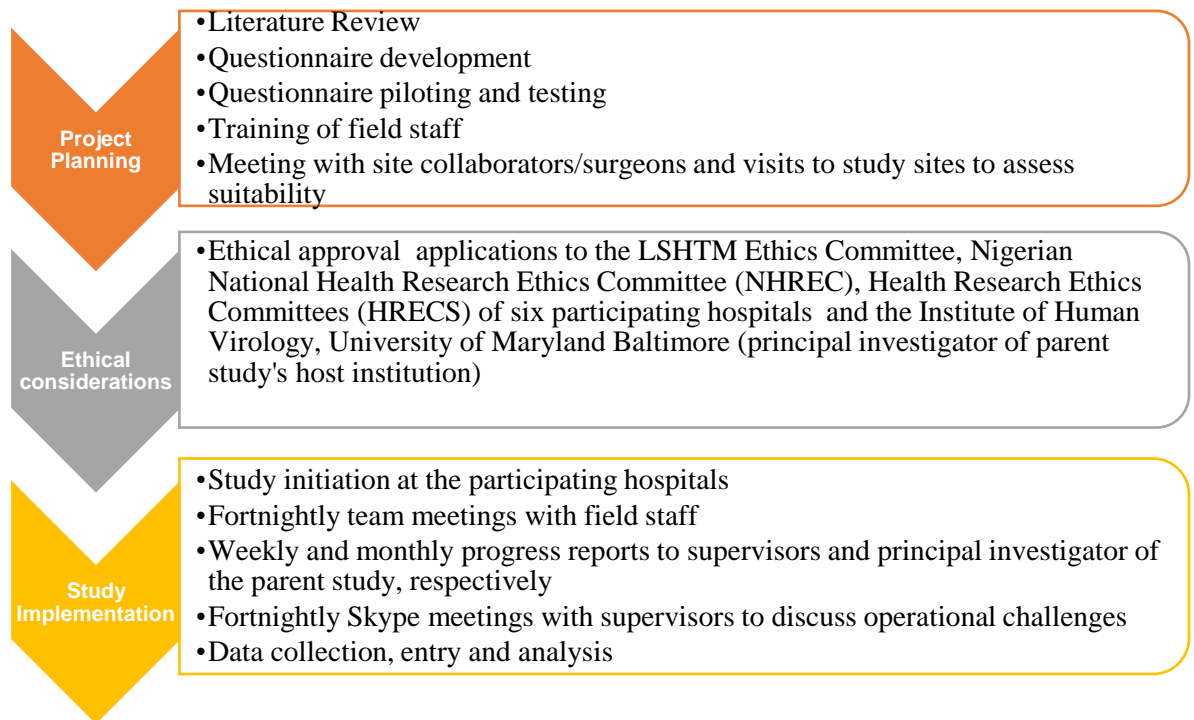 •Literature Review
•Questionnaire development
•Questionnaire piloting and testing
•Training of field staff
•Meeting with site collaborators/surgeons and visits to study sites to assess
suitability
Project
Planning
•Ethical approval  applications to the LSHTM Ethics Committee, Nigerian
National Health Research Ethics Committee (NHREC), Health Research Ethics
Committees (HRECS) of six participating hospitals  and the Institute of Human
Virology, University of Maryland Baltimore (principal investigator of parent
study's host institution)
Ethical
considerations
•Study initiation at the participating hospitals
•Fortnightly team meetings with field staff
•Weekly and monthly progress reports to supervisors and principal investigator of
the parent study, respectively
•Fortnightly Skype meetings with supervisors to discuss operational challenges
•Data collection, entry and analysis
Study
Implementation